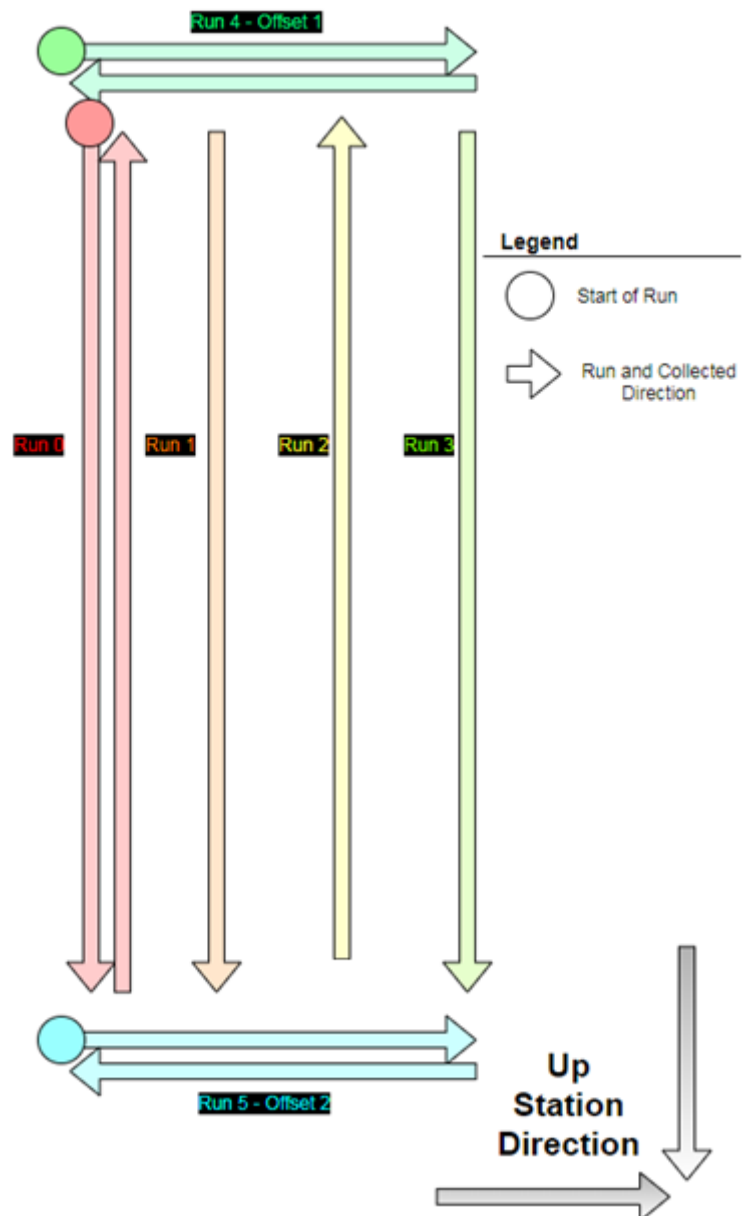 Run 4 - Offset 1
Legend
Start of Run
Run and Collected
Direction
Run 0
Run 1
Run 2
Run 3
Run 5 - Offset 2
Up
Station
Direction